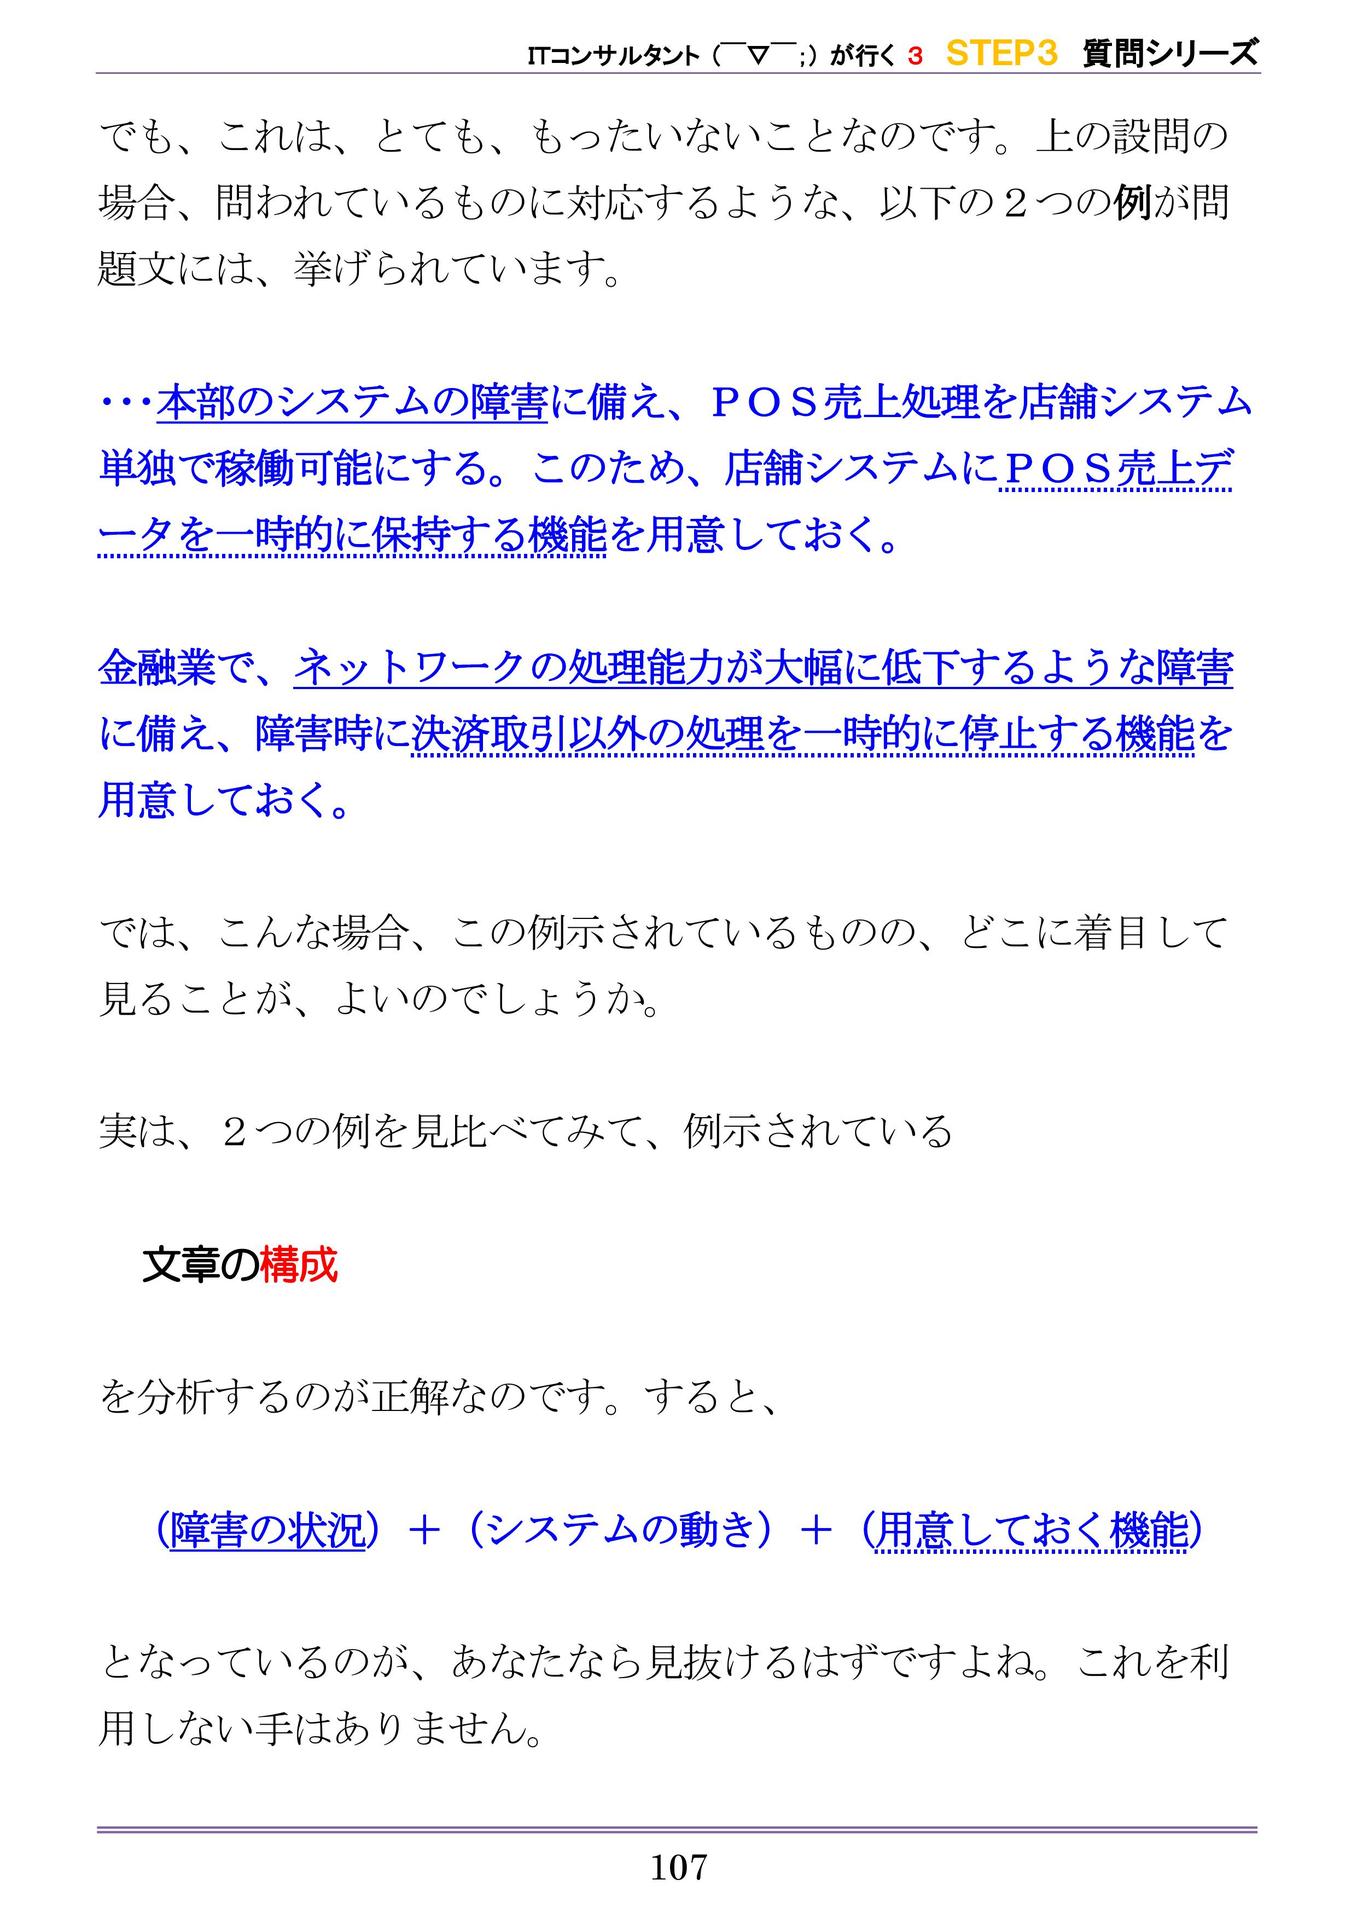 ITコンサルタント（￣▽￣;）が行く 3 STEP3 質問シリーズ
でも、これは、とても、もったいないことなのです。上の設問の
場合、問われているものに対応するような、以下の２つの例が問
題文には、挙げられています。
･･･本部のシステムの障害に備え、ＰＯＳ売上処理を店舗システム
単独で稼働可能にする。このため、店舗システムにＰＯＳ売上デ
ータを一時的に保持する機能を用意しておく。
金融業で、ネットワークの処理能力が大幅に低下するような障害
に備え、障害時に決済取引以外の処理を一時的に停止する機能を
用意しておく。
では、こんな場合、この例示されているものの、どこに着目して
見ることが、よいのでしょうか。
実は、２つの例を見比べてみて、例示されている
文章の構成
を分析するのが正解なのです。すると、
（障害の状況）＋（システムの動き）＋（用意しておく機能）
となっているのが、あなたなら見抜けるはずですよね。これを利
用しない手はありません。
107